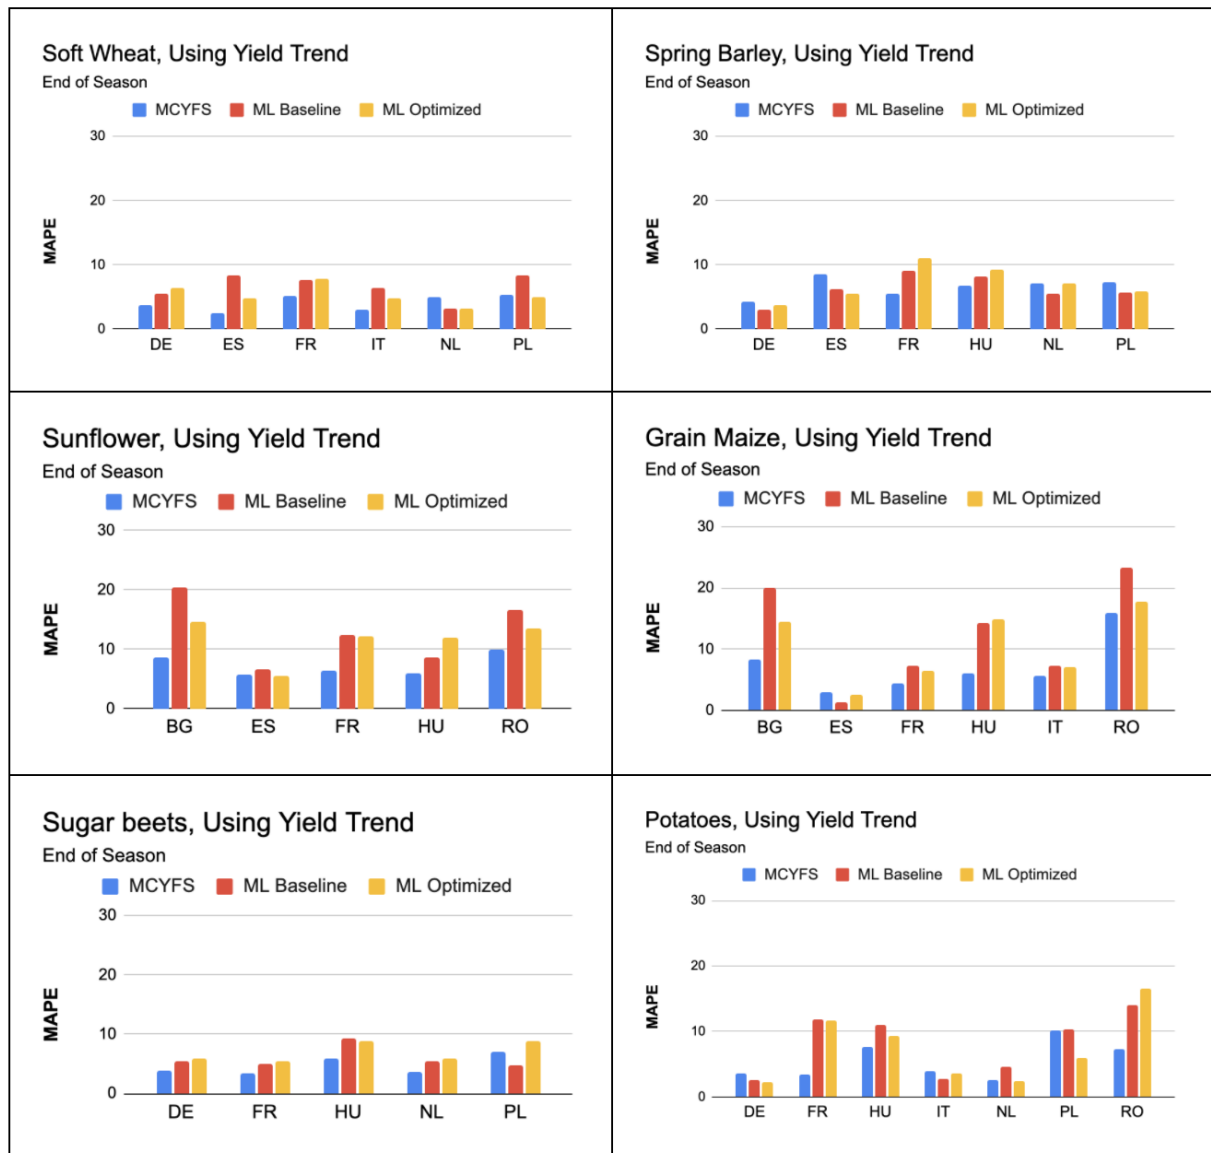 Soft Wheat, Using Yield Trend
End of Season
MCYFS ML Baseline ML Optimized
30
20
10
0
MAPE
DE ES FR IT NL PL
Spring Barley, Using Yield Trend
End of Season
MCYFS ML Baseline ML Optimized
30
20
10
0
MAPE
DE ES FR HU NL PL
Sunflower, Using Yield Trend
End of Season
MCYFS ML Baseline ML Optimized
30
20
10
0
MAPE
BG ES FR HU RO
Grain Maize, Using Yield Trend
End of Season
MCYFS ML Baseline ML Optimized
30
20
10
0
MAPE
BG ES FR HU IT RO
Sugar beets, Using Yield Trend
End of Season
MCYFS ML Baseline ML Optimized
30
20
10
0
MAPE
DE FR HU NL PL
Potatoes, Using Yield Trend
End of Season
MCYFS ML Baseline ML Optimized
30
20
10
0
MAPE
DE FR HU IT NL PL RO